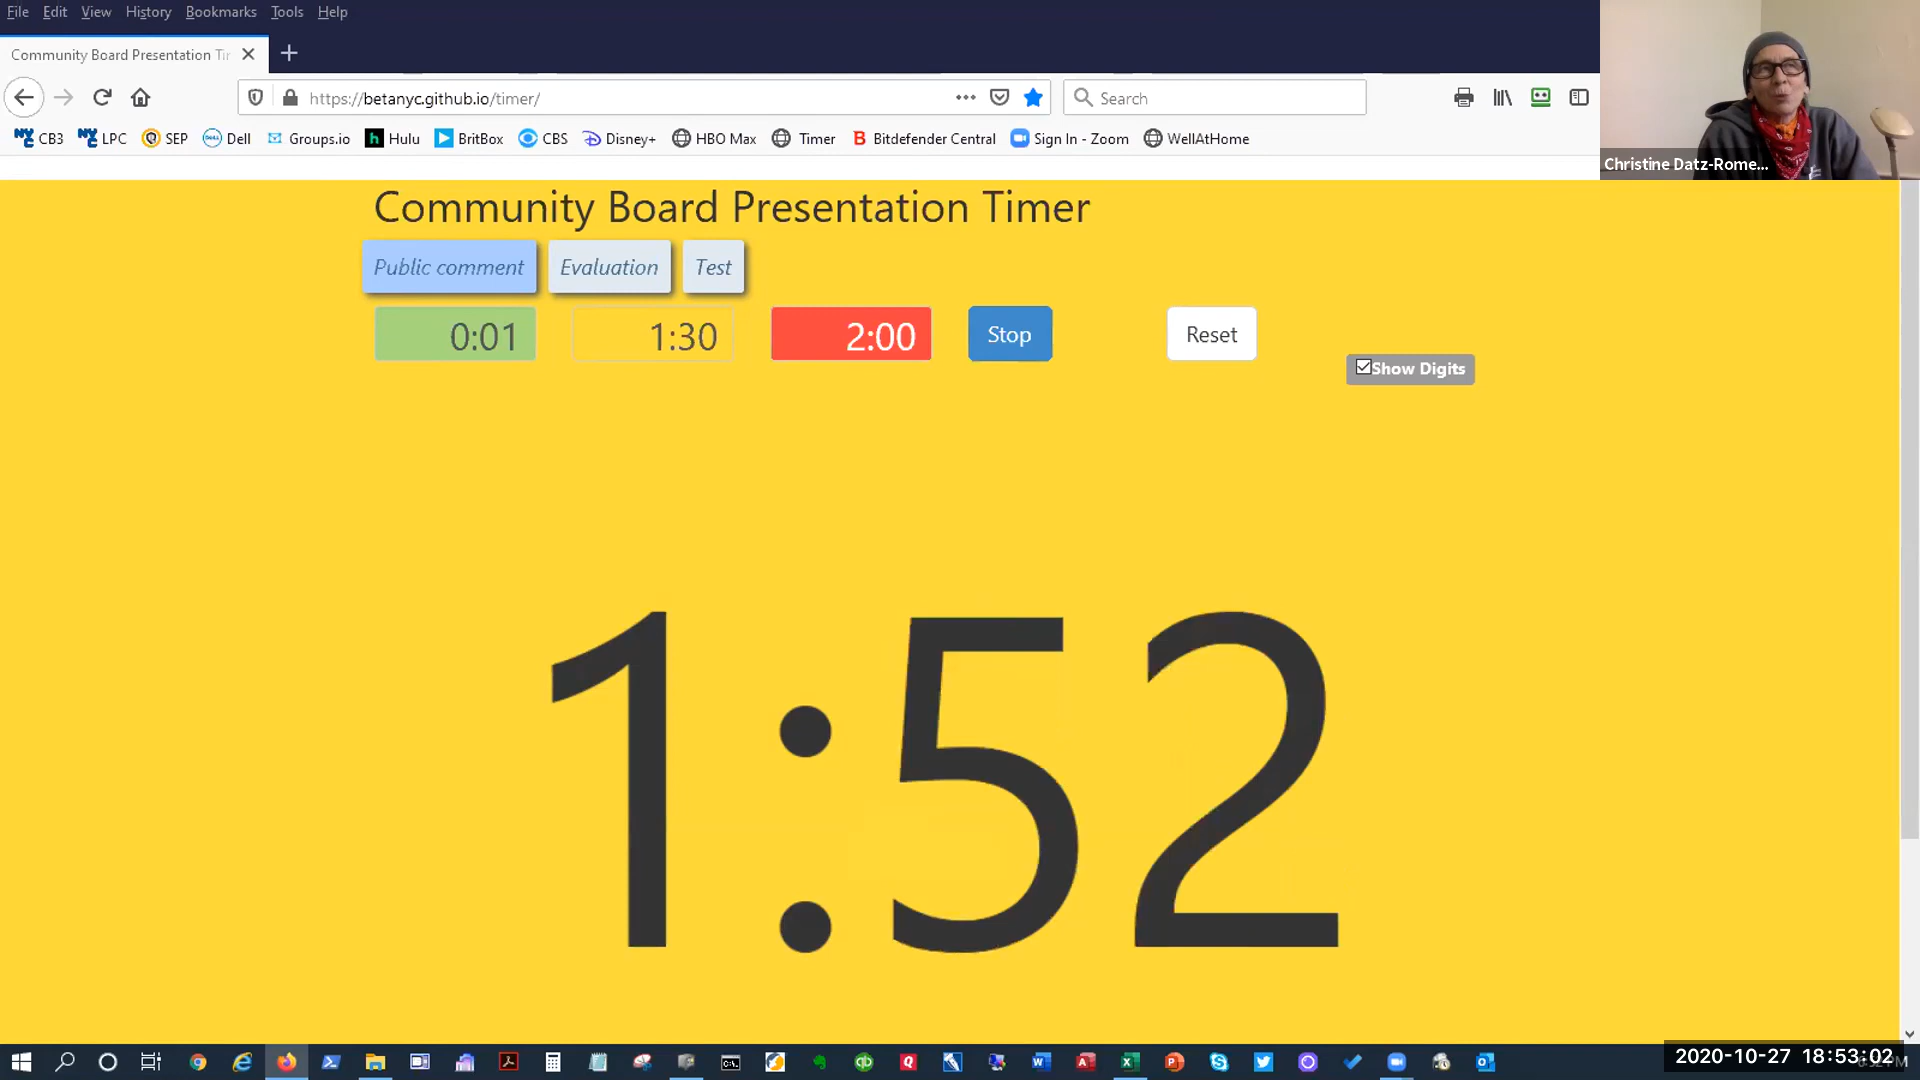 File Edit View History Bookmarks Tools Help
Community Board Presentation Tir
https://betanyc.github.io/timer/
Search
CB3 LPC SEP Dell Groups.io Hulu BritBox CBS Disney+ HBO Max Timer Bitdefender Central Sign In - Zoom WellAtHome
Christine Datz-Rome...
Community Board Presentation Timer
Public comment Evaluation Test
0:01 1:30 2:00 Stop Reset
Show Digits
1:52
2020-10-27 18:53:02